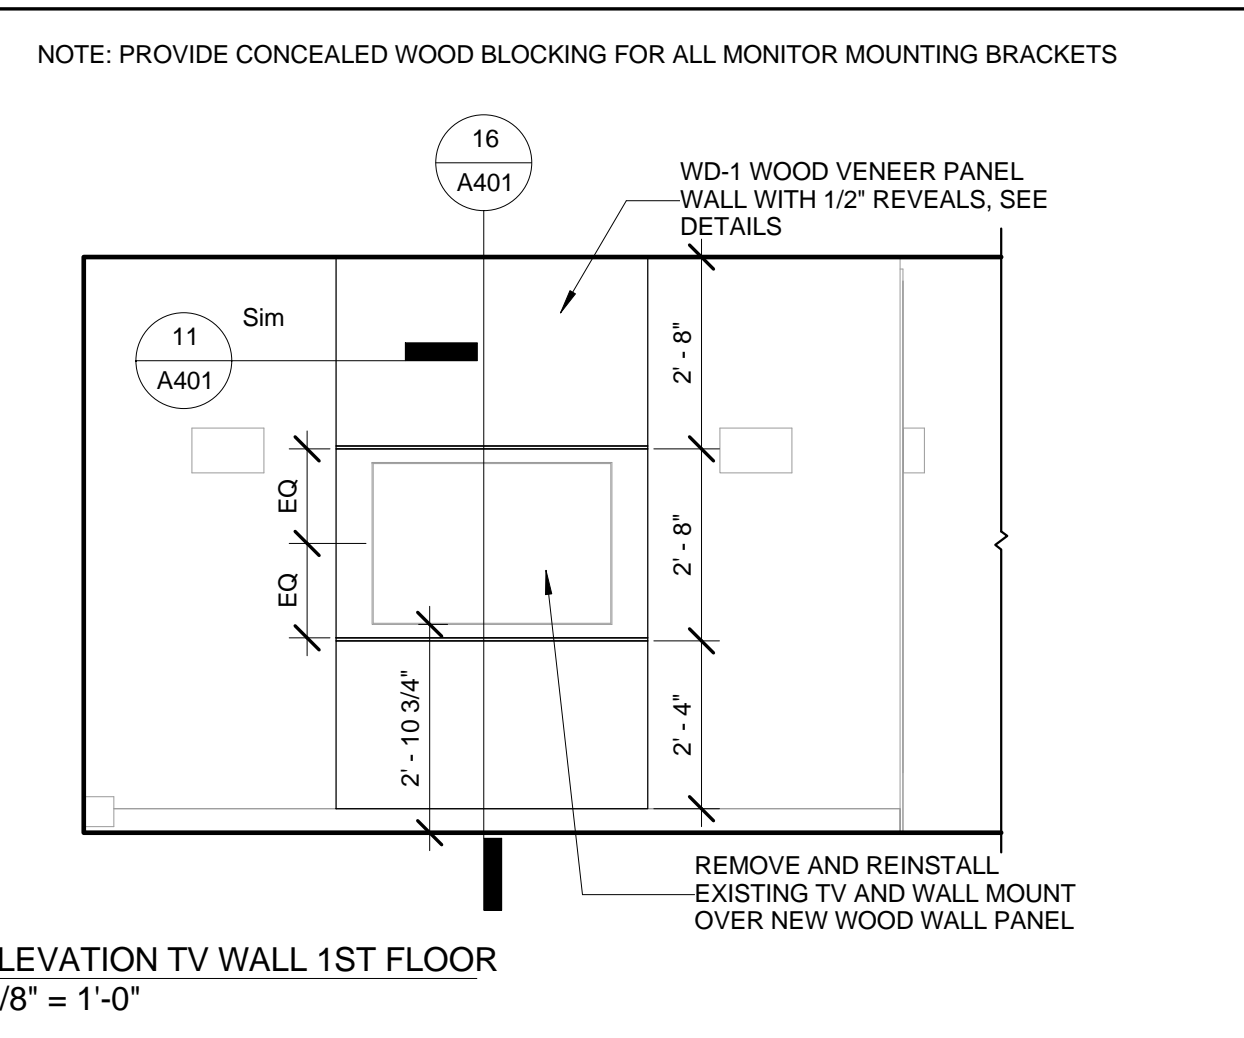 NOTE: PROVIDE CONCEALED WOOD BLOCKING FOR ALL MONITOR MOUNTING BRACKETS
16
A401
WD-1 WOOD VENEER PANEL
WALL WITH 1/2" REVEALS, SEE
DETAILS
Sim
11
A401
2' - 8"
EQ
2' - 8"
EQ
2' - 10 3/4"
2' - 4"
REMOVE AND REINSTALL
EXISTING TV AND WALL MOUNT
OVER NEW WOOD WALL PANEL
LEVATION TV WALL 1ST FLOOR
/8" = 1'-0"